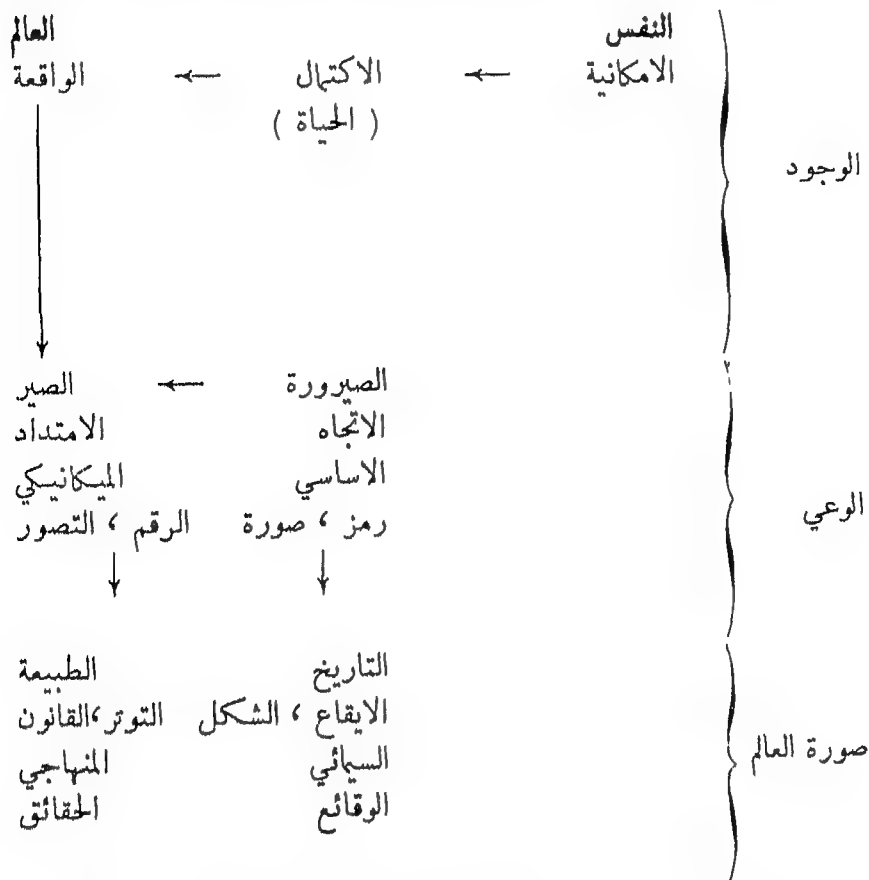 النفس العالم
الامكانية ← الاكتمال ← الواقعة
( الحياة )
الوجود
الصيرورة ← الصير
الاتجاه الامتداد
الاساسي الميكانيكي
رمز ، صورة الرقم ، التصور
الوعي
التاريخ الطبيعة
الايقاع ، الشكل التوتر،القانون
السيمائي المنهاجي
الوقائع الحقائق
صورة العالم